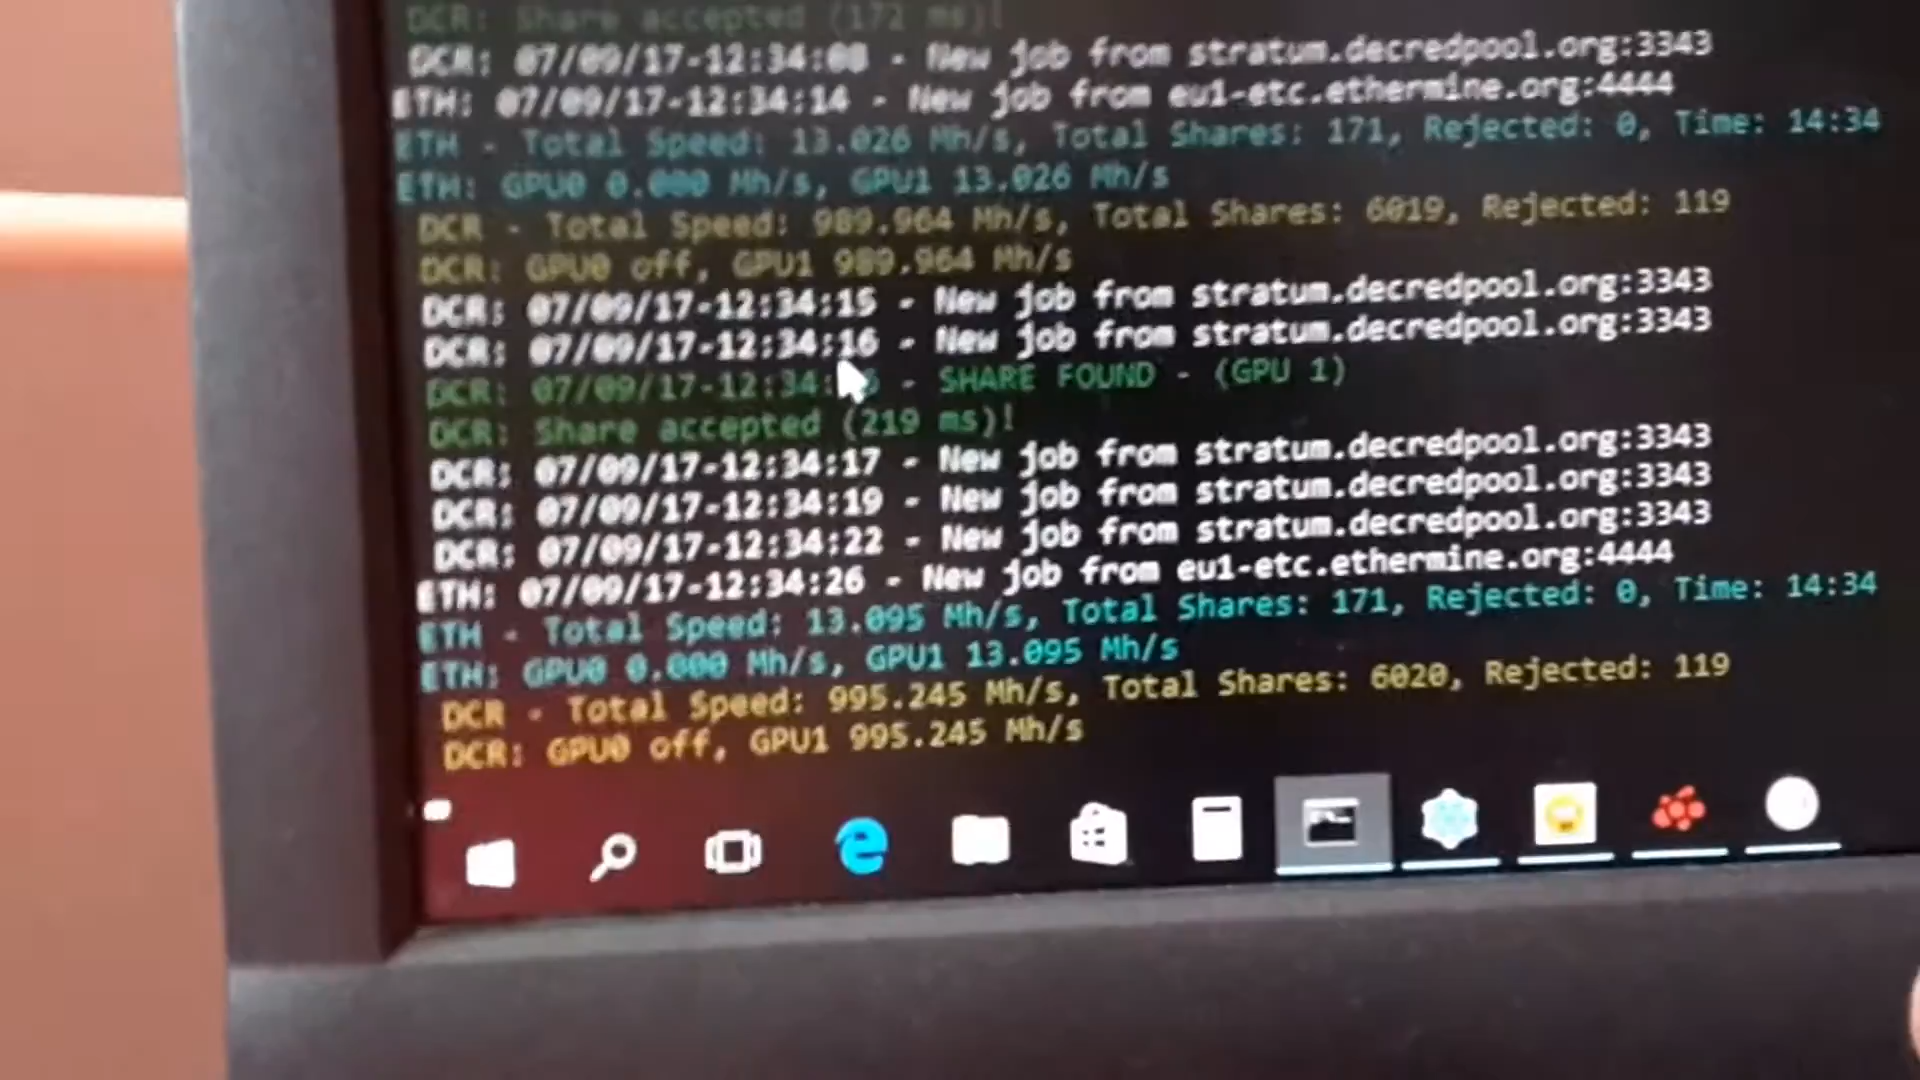 DCR: Share accepted (172 ms)!
DCR: 07/09/17-12:34:08 - New job from stratum.decredpool.org:3343
ETH: 07/09/17-12:34:14 - New job from eu1-etc.ethermine.org:4444
ETH - Total Speed: 13.026 Mh/s, Total Shares: 171, Rejected: 0, Time: 14:34
ETH: GPU0 0.000 Mh/s, GPU1 13.026 Mh/s
DCR - Total Speed: 989.964 Mh/s, Total Shares: 6019, Rejected: 119
DCR: GPU0 off, GPU1 989.964 Mh/s
DCR: 07/09/17-12:34:15 - New job from stratum.decredpool.org:3343
DCR: 07/09/17-12:34:16 - New job from stratum.decredpool.org:3343
DCR: 07/09/17-12:34: - SHARE FOUND - (GPU 1)
DCR: Share accepted (219 ms)!
DCR: 07/09/17-12:34:17 - New job from stratum.decredpool.org:3343
DCR: 07/09/17-12:34:19 - New job from stratum.decredpool.org:3343
DCR: 07/09/17-12:34:22 - New job from stratum.decredpool.org:3343
ETH: 07/09/17-12:34:26 - New job from eu1-etc.ethermine.org:4444
ETH - Total Speed: 13.095 Mh/s, Total Shares: 171, Rejected: 0, Time: 14:34
ETH: GPU0 0.000 Mh/s, GPU1 13.095 Mh/s
DCR - Total Speed: 995.245 Mh/s, Total Shares: 6020, Rejected: 119
DCR: GPU0 off, GPU1 995.245 Mh/s